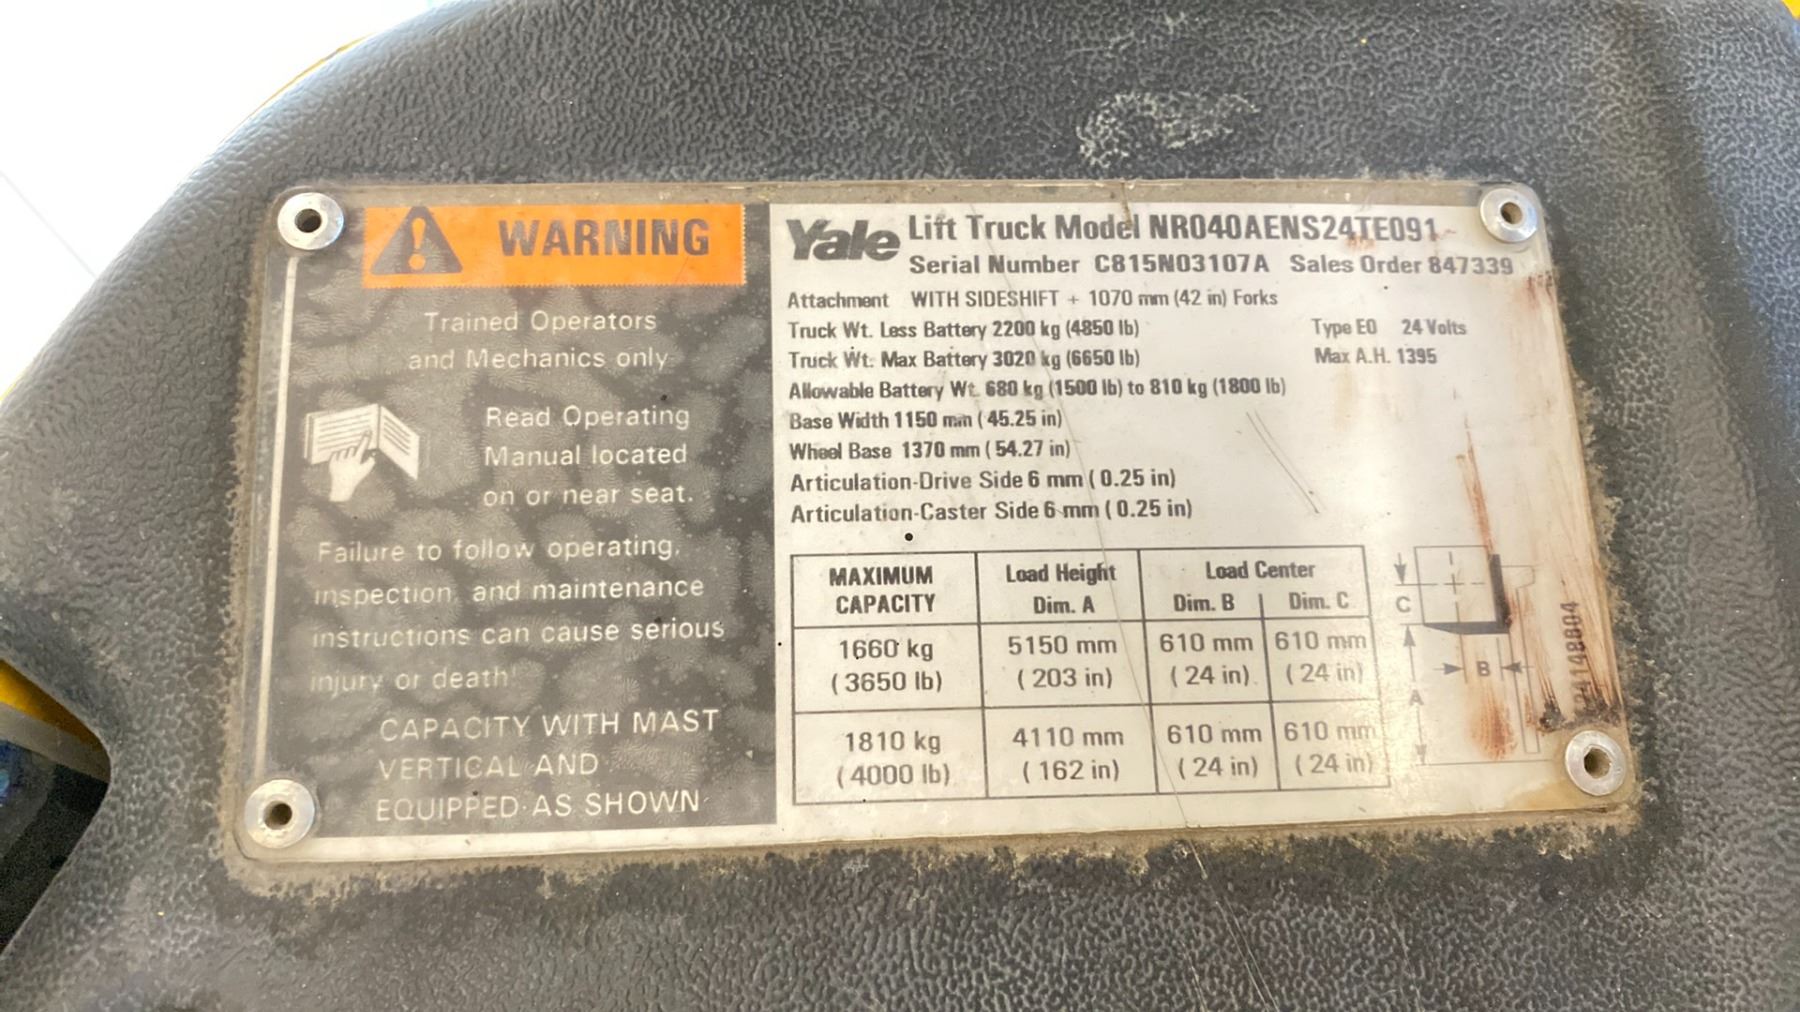 WARNING
Trained Operators
and Mechanics only
Read Operating
Manual located
on or near seat.
Failure to follow operating,
inspection, and maintenance
instructions can cause serious
injury or death!
CAPACITY WITH MAST
VERTICAL AND
EQUIPPED AS SHOWN
Yale Lift Truck Model NR040AENS24TE091
Serial Number C815N03107A Sales Order 847339
Attachment WITH SIDESHIFT + 1070 mm (42 in) Forks
Truck Wt. Less Battery 2200 kg (4850 lb) Type EO 24 Volts
Truck Wt. Max Battery 3020 kg (6650 lb) Max A.H. 1395
Allowable Battery Wt. 680 kg (1500 lb) to 810 kg (1800 lb)
Base Width 1150 mm ( 45.25 in)
Wheel Base 1370 mm ( 54.27 in)
Articulation-Drive Side 6 mm ( 0.25 in)
Articulation-Caster Side 6 mm ( 0.25 in)
MAXIMUM Load Height Load Center
CAPACITY Dim. A Dim. B Dim. C
1660 kg 5150 mm 610 mm 610 mm
( 3650 lb) ( 203 in) ( 24 in) ( 24 in)
1810 kg 4110 mm 610 mm 610 mm
( 4000 lb) ( 162 in) ( 24 in) ( 24 in)
C
B
A